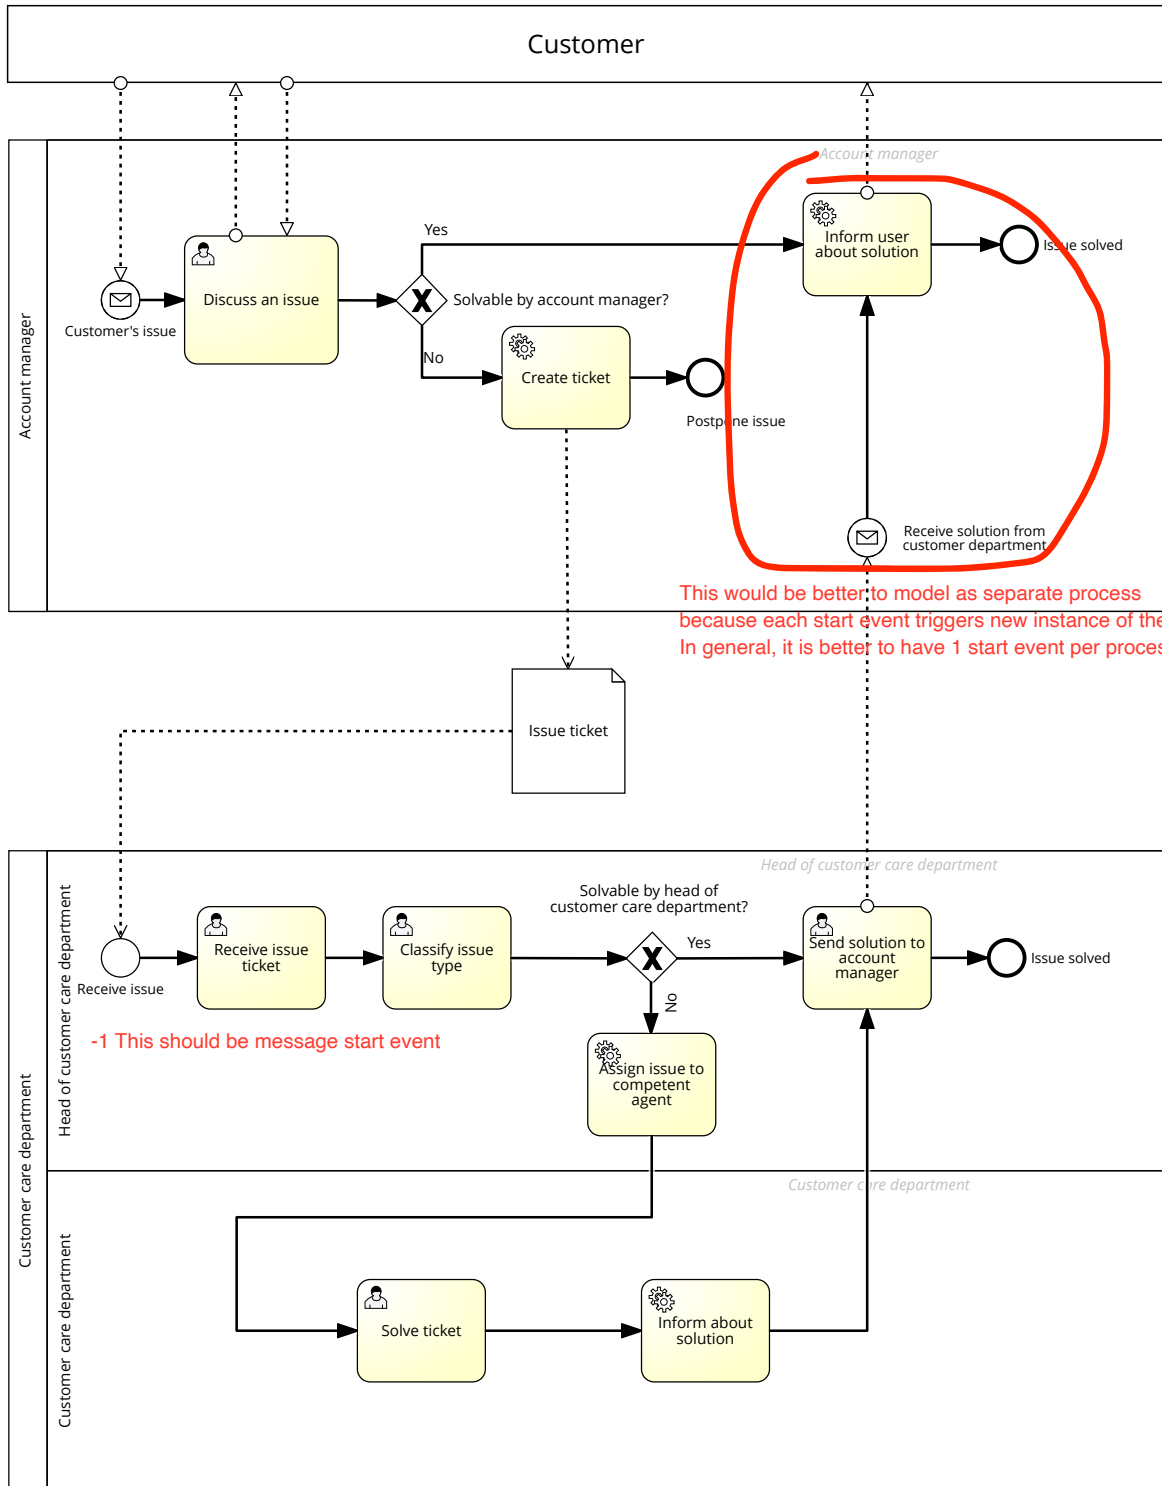 Customer
Account manager
Account manager
Yes
Inform user
about solution
Issue solved
Discuss an issue
Solvable by account manager?
Customer's issue
No
Create ticket
Postpone issue
Receive solution from
customer department
This would be better to model as separate process
because each start event triggers new instance of the
In general, it is better to have 1 start event per proces
Issue ticket
Customer care department
Head of customer care department
Head of customer care department
Solvable by head of
customer care department?
Receive issue
ticket
Classify issue
type
Yes
Send solution to
account
manager
Issue solved
Receive issue
No
-1 This should be message start event
Assign issue to
competent
agent
Customer care department
Customer care department
Solve ticket
Inform about
solution